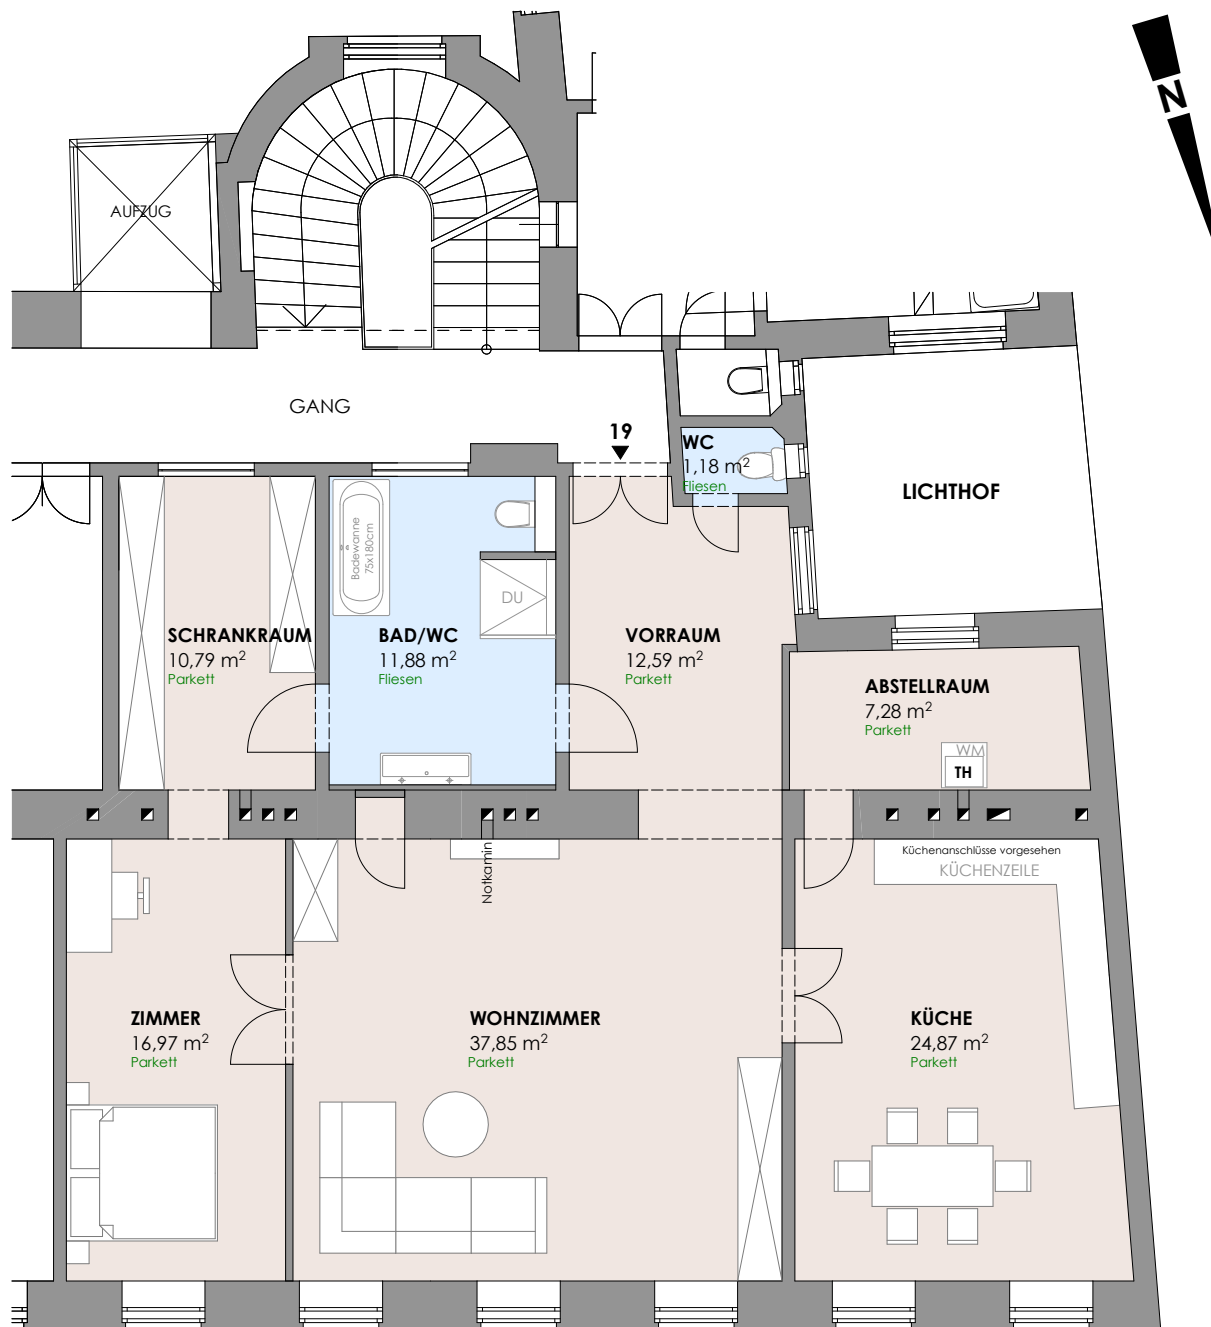 N
AUFZUG
GANG
19
WC
1,18 m²
Fliesen
LICHTHOF
Badewanne
75x180cm
DU
SCHRANKRAUM
10,79 m²
Parkett
BAD/WC
11,88 m²
Fliesen
VORRAUM
12,59 m²
Parkett
ABSTELLRAUM
7,28 m²
Parkett
WM
TH
Notkamin
Küchenanschlüsse vorgesehen
KÜCHENZEILE
ZIMMER
16,97 m²
Parkett
WOHNZIMMER
37,85 m²
Parkett
KÜCHE
24,87 m²
Parkett